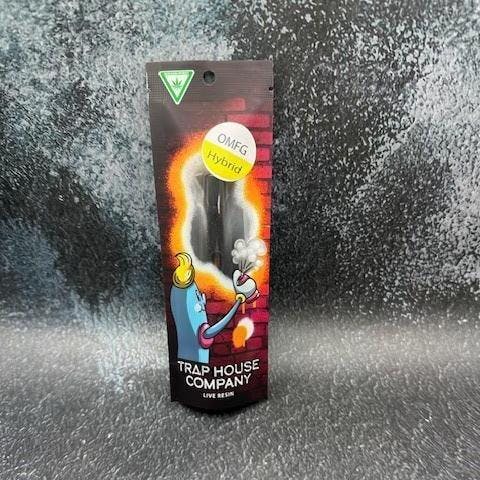 OMFG
Hybrid
TRAP HOUSE
COMPANY
LIVE RESIN